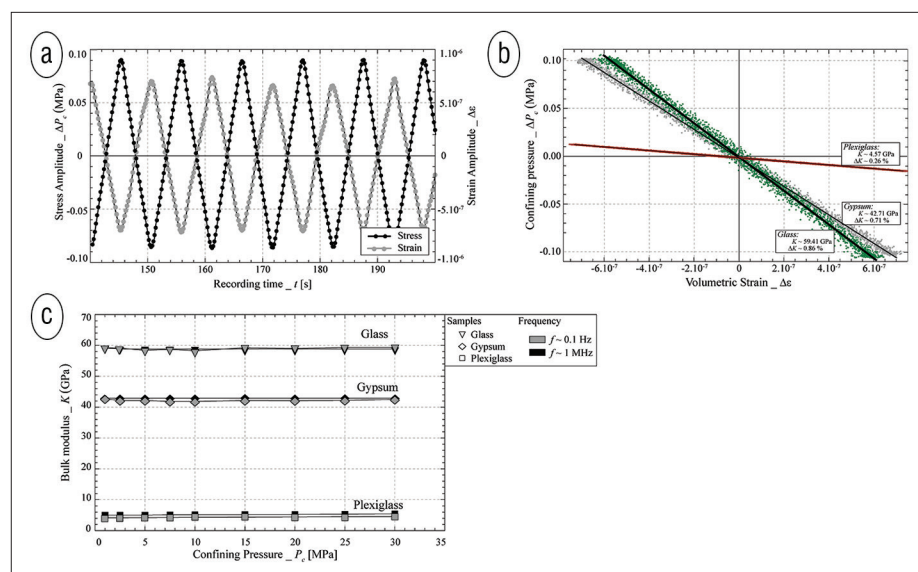 a
Stress Amplitude _ ΔPc (MPa)
0.10
0.05
0
-0.05
-0.10
1.10⁻⁶
5.10⁻⁷
0
-5.10⁻⁷
-1.10⁻⁶
Strain Amplitude _ Δε
Stress
Strain
150 160 170 180 190
Recording time _ t [s]
b
Confining pressure _ ΔPc (MPa)
0.10
0.05
0.00
-0.05
-0.10
Plexiglass:
K ~ 4.57 GPa
ΔK ~ 0.26 %
Gypsum:
K ~ 42.71 GPa
ΔK ~ 0.71 %
Glass:
K ~ 59.41 GPa
ΔK ~ 0.86 %
-6.10⁻⁷ -4.10⁻⁷ -2.10⁻⁷ 0 2.10⁻⁷ 4.10⁻⁷ 6.10⁻⁷
Volumetric Strain _ Δε
c
Bulk modulus _ K (GPa)
70
60
50
40
30
20
10
0
Glass
Gypsum
Plexiglass
0 5 10 15 20 25 30 35
Confining Pressure _ Pc [MPa]
Samples
Glass
Gypsum
Plexiglass
Frequency
f ~ 0.1 Hz
f ~ 1 MHz